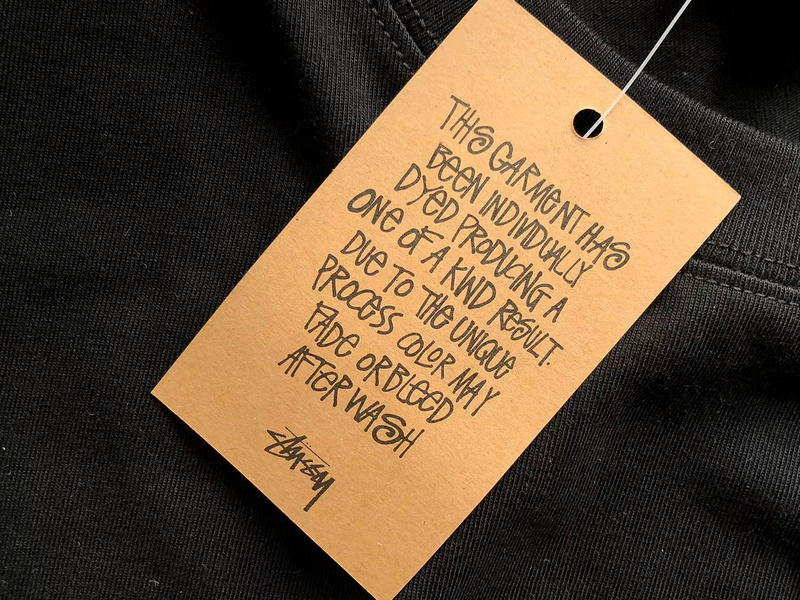 THIS GARMENT HAS
BEEN INDIVIDUALLY
DYED PRODUCING A
ONE OF A KIND RESULT.
DUE TO THE UNIQUE
PROCESS COLOR MAY
FADE OR BLEED
AFTER WASH
STÜSSY